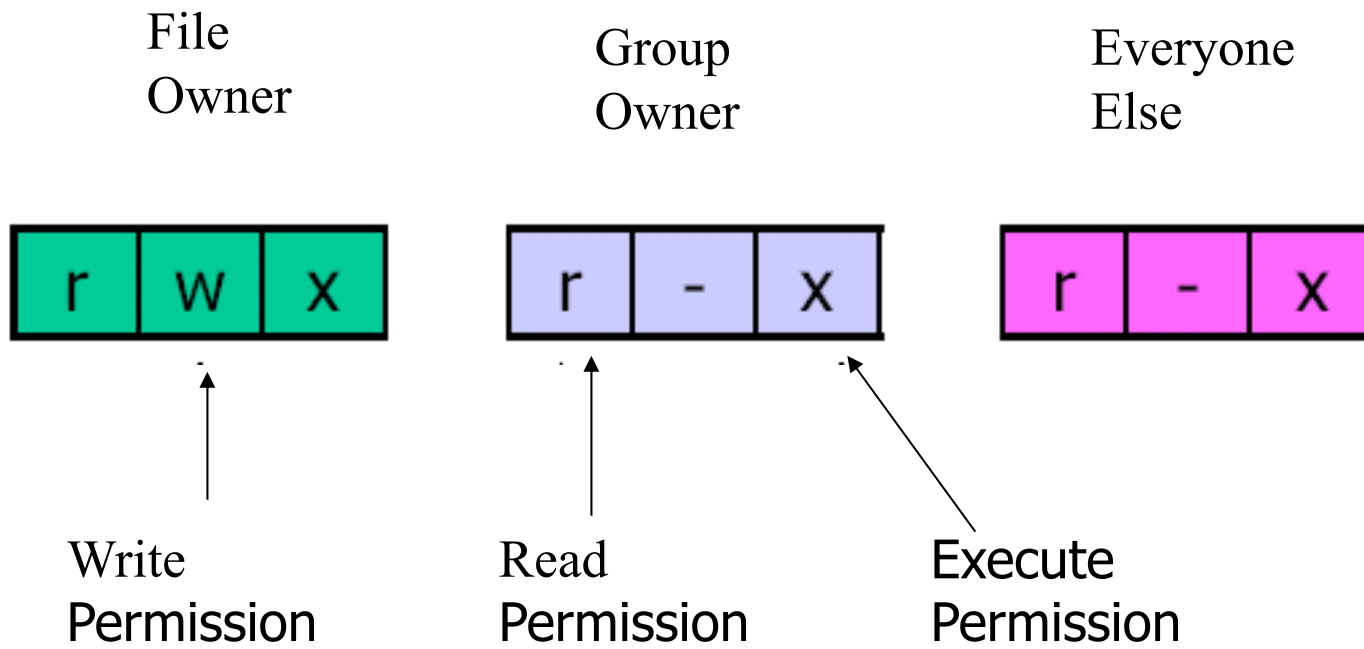 File
Owner
Group
Owner
Everyone
Else
r w x
r - x
r - x
Write
Permission
Read
Permission
Execute
Permission